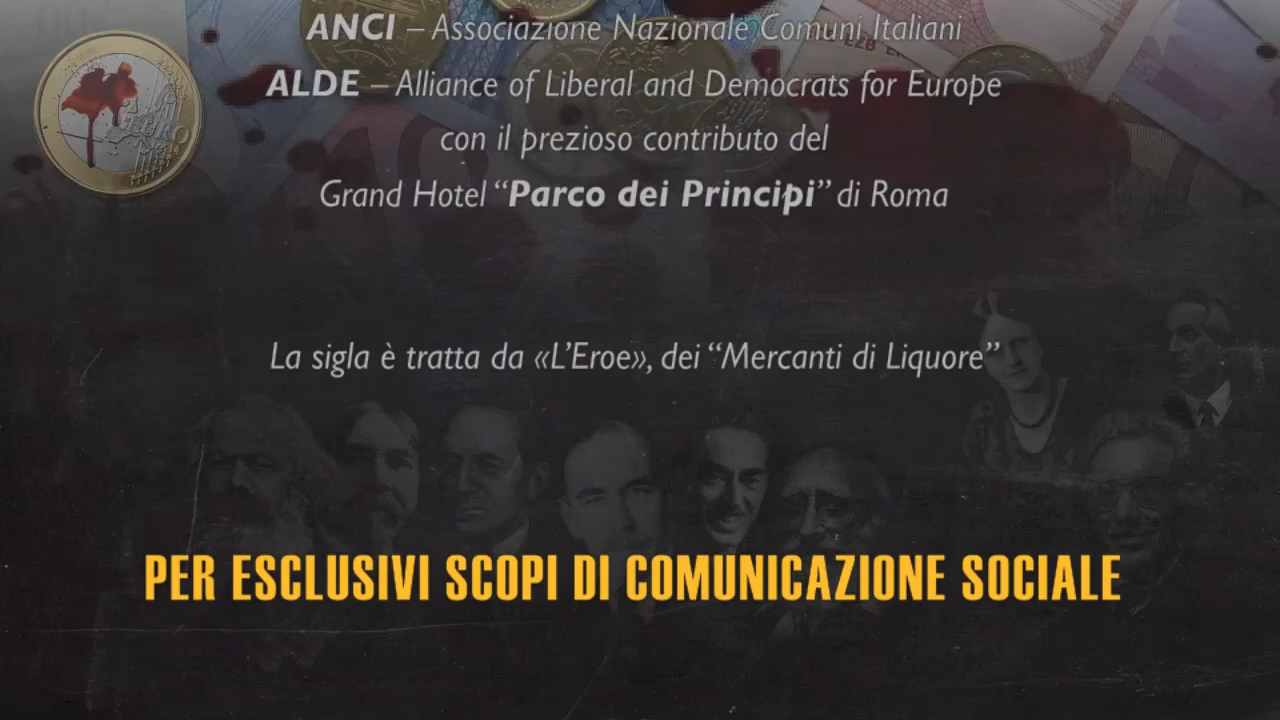 ANCI – Associazione Nazionale Comuni Italiani
ALDE – Alliance of Liberal and Democrats for Europe
con il prezioso contributo del
Grand Hotel “Parco dei Principi” di Roma
La sigla è tratta da «L’Eroe», dei “Mercanti di Liquore”
PER ESCLUSIVI SCOPI DI COMUNICAZIONE SOCIALE